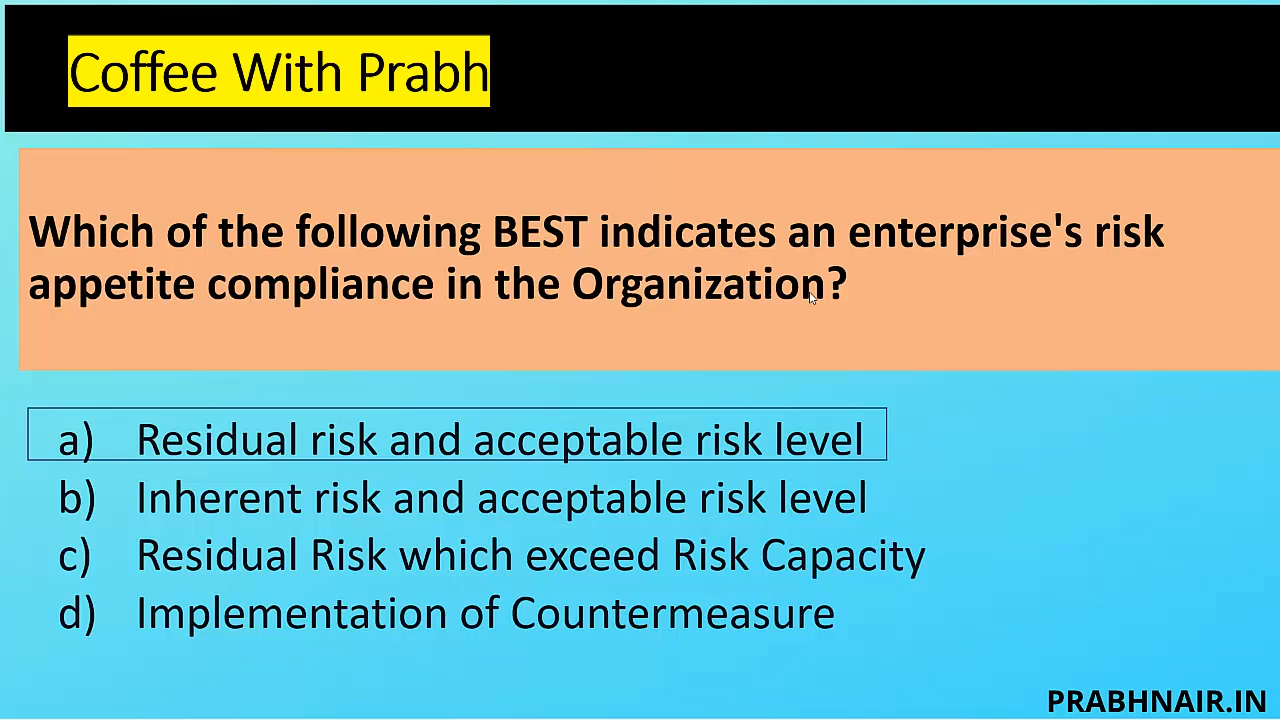 Coffee With Prabh
Which of the following BEST indicates an enterprise's risk
appetite compliance in the Organization?
a) Residual risk and acceptable risk level
b) Inherent risk and acceptable risk level
c) Residual Risk which exceed Risk Capacity
d) Implementation of Countermeasure
PRABHNAIR.IN